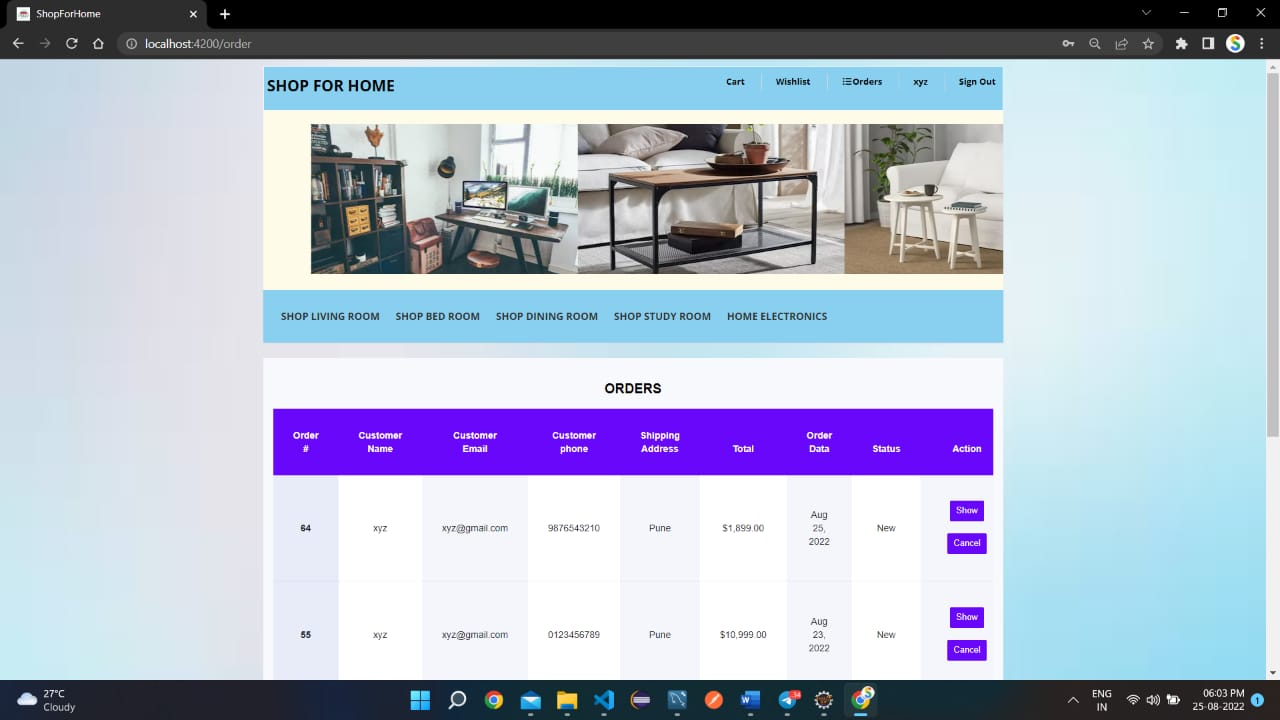 ShopForHome
localhost:4200/order
SHOP FOR HOME
Cart
Wishlist
Orders
xyz
Sign Out
SHOP LIVING ROOM
SHOP BED ROOM
SHOP DINING ROOM
SHOP STUDY ROOM
HOME ELECTRONICS
ORDERS
Order # Customer Name Customer Email Customer phone Shipping Address Total Order Data Status Action
64 xyz xyz@gmail.com 9876543210 Pune $1,899.00 Aug 25, 2022 New Show Cancel
55 xyz xyz@gmail.com 0123456789 Pune $10,999.00 Aug 23, 2022 New Show Cancel
27°C
Cloudy
34
ENG
IN
06:03 PM
25-08-2022
1